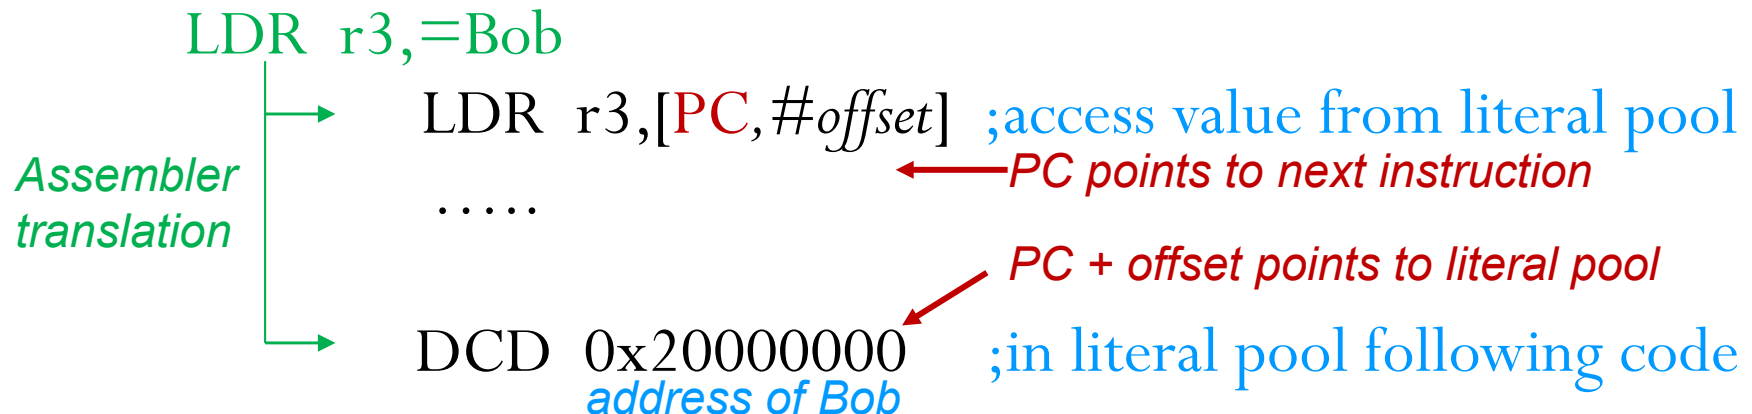 LDR r3,=Bob
LDR r3,[PC,#offset] ;access value from literal pool
PC points to next instruction
Assembler
translation
.....
PC + offset points to literal pool
DCD 0x20000000 ;in literal pool following code
address of Bob